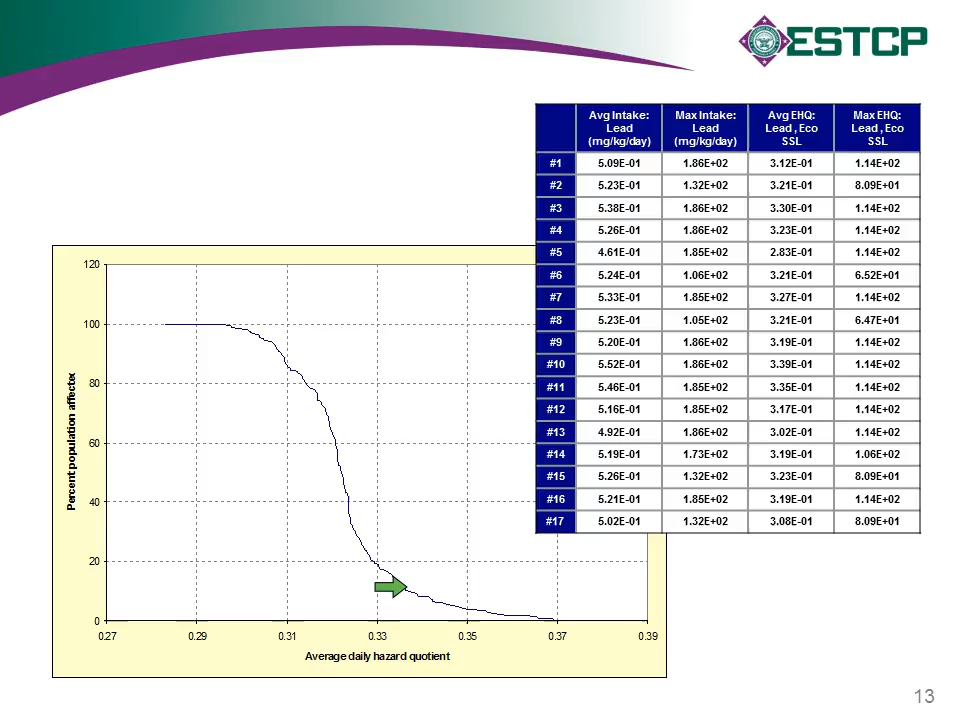 ESTCP
Avg Intake: Lead (mg/kg/day) Max Intake: Lead (mg/kg/day) Avg EHQ: Lead , Eco SSL Max EHQ: Lead , Eco SSL
#1 5.09E-01 1.86E+02 3.12E-01 1.14E+02
#2 5.23E-01 1.32E+02 3.21E-01 8.09E+01
#3 5.38E-01 1.86E+02 3.30E-01 1.14E+02
#4 5.26E-01 1.86E+02 3.23E-01 1.14E+02
#5 4.61E-01 1.85E+02 2.83E-01 1.14E+02
#6 5.24E-01 1.06E+02 3.21E-01 6.52E+01
#7 5.33E-01 1.85E+02 3.27E-01 1.14E+02
#8 5.23E-01 1.05E+02 3.21E-01 6.47E+01
#9 5.20E-01 1.86E+02 3.19E-01 1.14E+02
#10 5.52E-01 1.86E+02 3.39E-01 1.14E+02
#11 5.46E-01 1.85E+02 3.35E-01 1.14E+02
#12 5.16E-01 1.85E+02 3.17E-01 1.14E+02
#13 4.92E-01 1.86E+02 3.02E-01 1.14E+02
#14 5.19E-01 1.73E+02 3.19E-01 1.06E+02
#15 5.26E-01 1.32E+02 3.23E-01 8.09E+01
#16 5.21E-01 1.85E+02 3.19E-01 1.14E+02
#17 5.02E-01 1.32E+02 3.08E-01 8.09E+01
Percent population affectex
120
100
80
60
40
20
0
0.27 0.29 0.31 0.33 0.35 0.37 0.39
Average daily hazard quotient
13